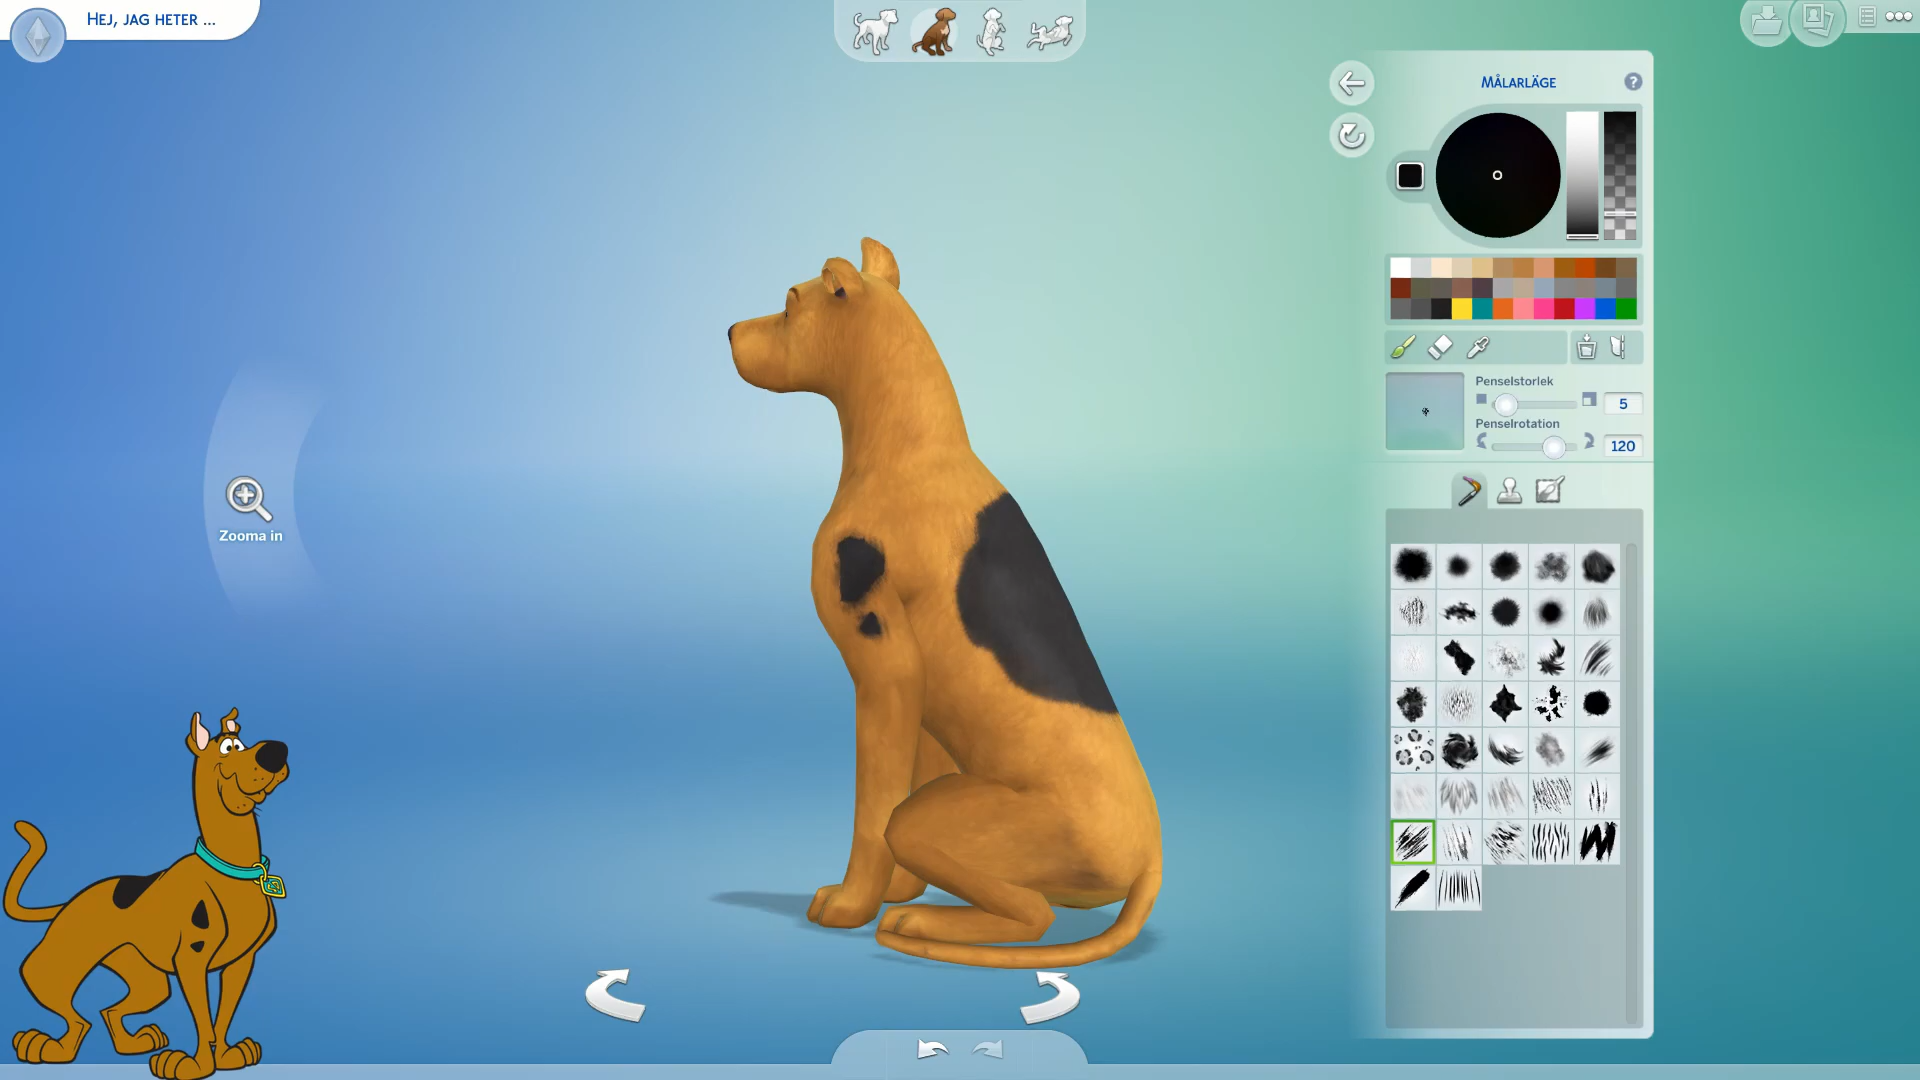 Hej, jag heter ...
Målarläge
?
Penselstorlek
5
Penselrotation
120
Zooma in